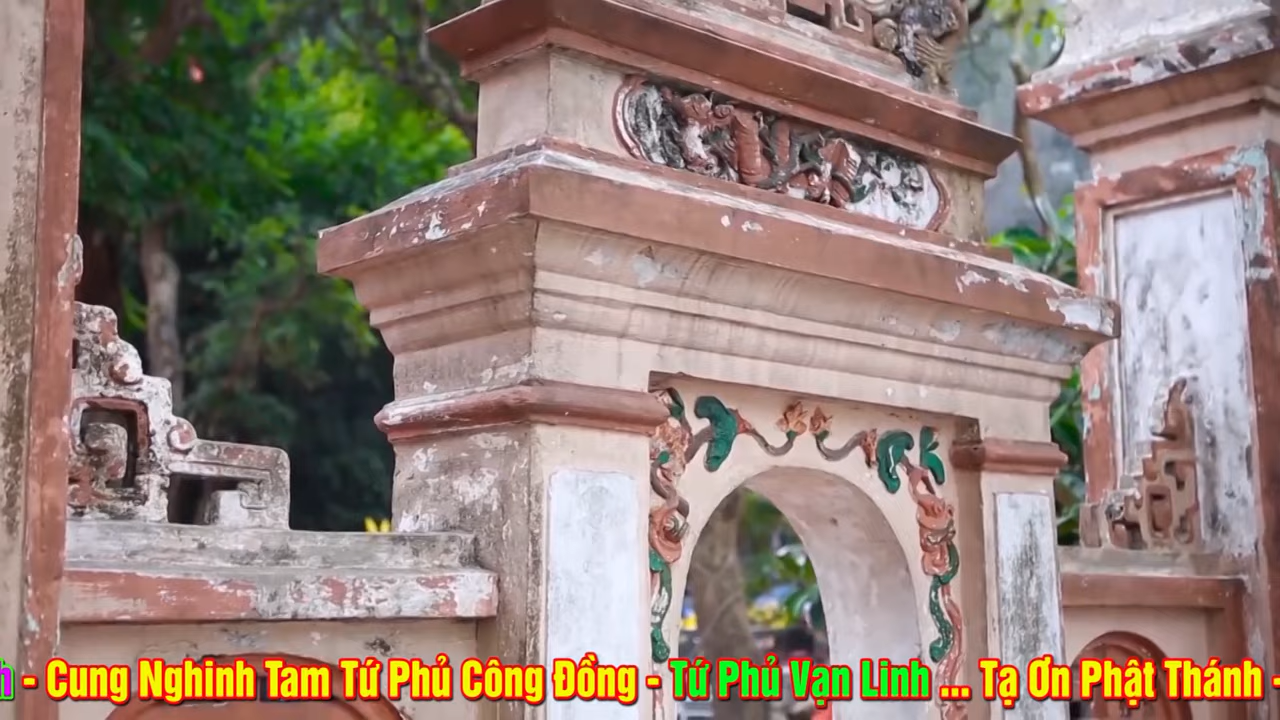 h - Cung Nghinh Tam Tứ Phủ Công Đồng - Tứ Phủ Vạn Linh ... Tạ Ơn Phật Thánh -